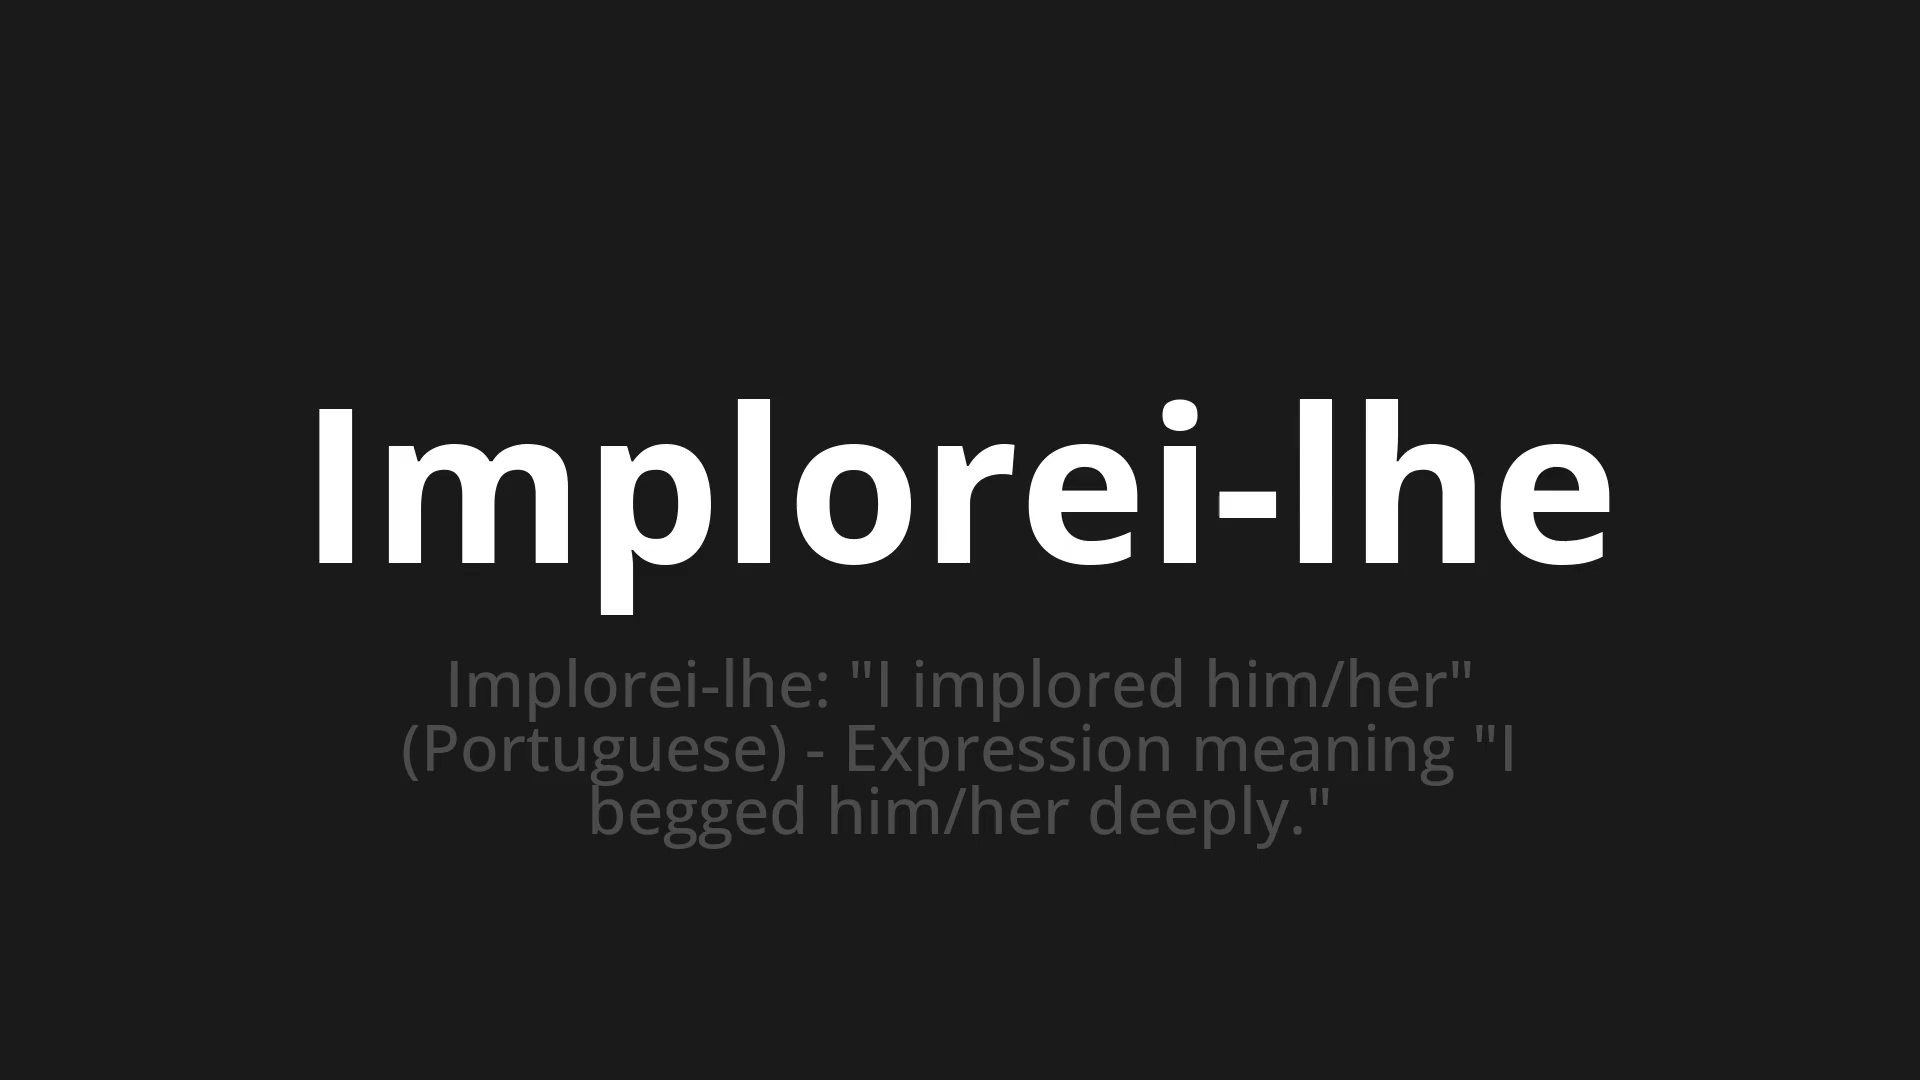 Implorei-lhe
Implorei-lhe: "I implored him/her"
(Portuguese) - Expression meaning "I
begged him/her deeply."